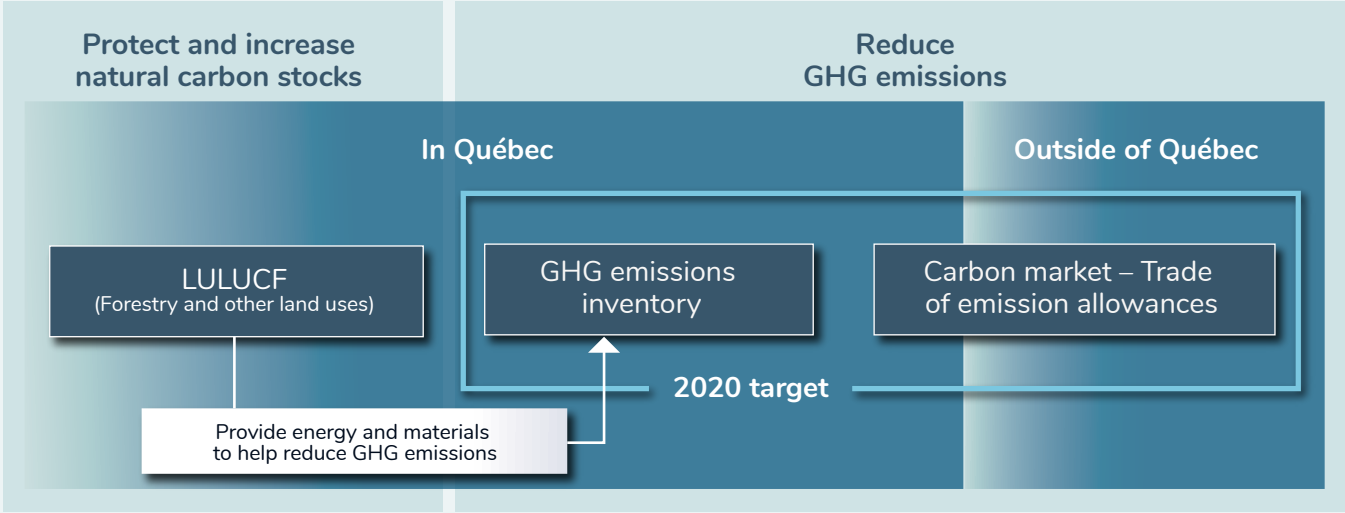 Protect and increase
natural carbon stocks
Reduce
GHG emissions
In Québec
Outside of Québec
LULUCF
(Forestry and other land uses)
GHG emissions
inventory
Carbon market – Trade
of emission allowances
2020 target
Provide energy and materials
to help reduce GHG emissions